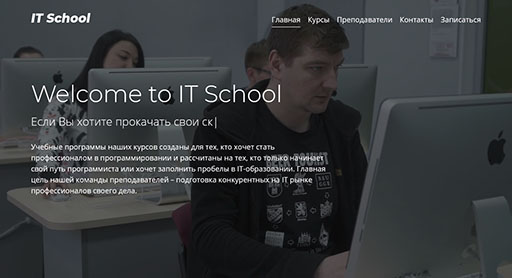 IT School
Главная Курсы Преподаватели Контакты Записаться
Welcome to IT School
Если Вы хотите прокачать свои ск|
Учебные программы наших курсов созданы для тех, кто хочет стать
профессионалом в программировании и рассчитаны на тех, кто только начинает
свой путь программиста или хочет заполнить пробелы в IT-образовании. Главная
цель нашей команды преподавателей – подготовка конкурентных на IT рынке
профессионалов своего дела.